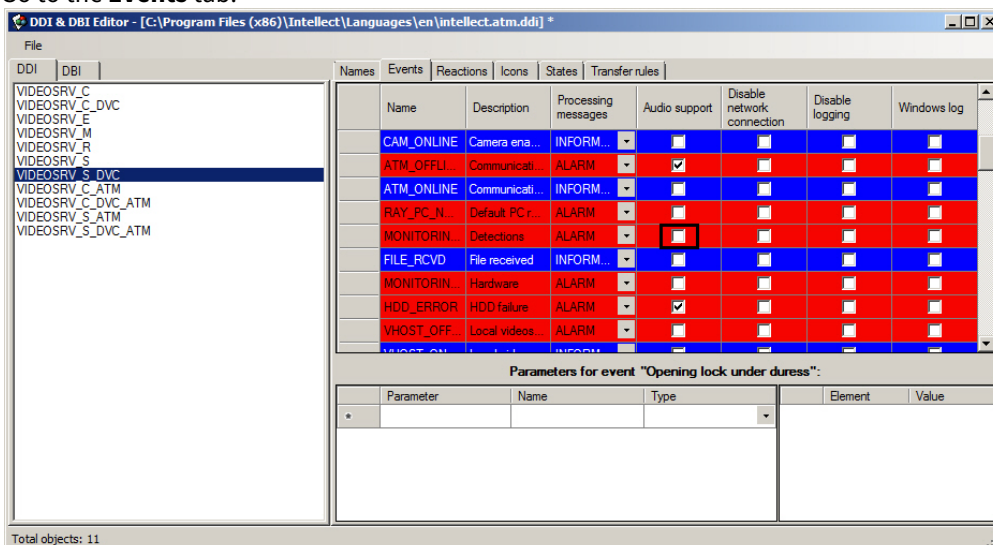 Go to the Events tab.
DDI & DBI Editor - [C:\Program Files (x86)\Intellect\Languages\en\intellect.atm.ddi] *
File
DDI DBI
Names Events Reactions Icons States Transfer rules
VIDEOSRV_C
VIDEOSRV_C_DVC
VIDEOSRV_E
VIDEOSRV_M
VIDEOSRV_R
VIDEOSRV_S
VIDEOSRV_S_DVC
VIDEOSRV_C_ATM
VIDEOSRV_C_DVC_ATM
VIDEOSRV_S_ATM
VIDEOSRV_S_DVC_ATM
Name Description Processing messages Audio support Disable network connection Disable logging Windows log
CAM_ONLINE Camera ena... INFORM...
ATM_OFFLI... Communicati... ALARM
ATM_ONLINE Communicati... INFORM...
RAY_PC_N... Default PC r... ALARM
MONITORIN... Detections ALARM
FILE_RCVD File received INFORM...
MONITORIN... Hardware ALARM
HDD_ERROR HDD failure ALARM
VHOST_OFF... Local videos... ALARM
Parameters for event "Opening lock under duress":
Parameter Name Type Element Value
Total objects: 11